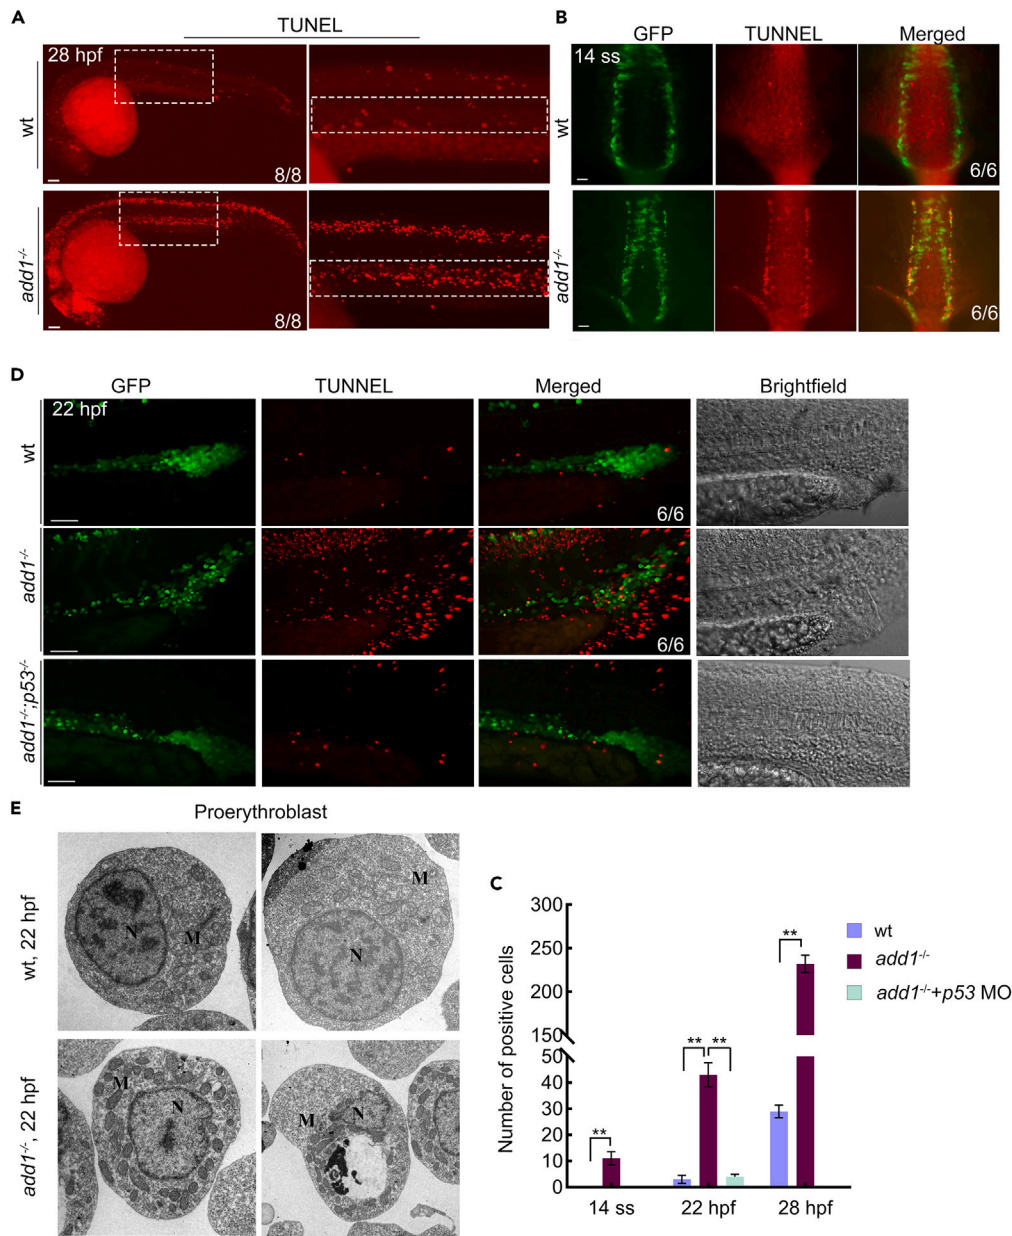 A
TUNEL
28 hpf
wt
8/8
add1-/-
8/8
B
GFP TUNNEL Merged
14 ss
wt
6/6
add1-/-
6/6
D
GFP TUNNEL Merged Brightfield
22 hpf
wt
6/6
add1-/-
6/6
add1-/-;p53-/-
E
Proerythroblast
wt, 22 hpf
N M
N M
add1-/-, 22 hpf
M N
M N
C
Number of positive cells
300
250
200
150
50
40
30
20
10
0
**
** **
**
14 ss 22 hpf 28 hpf
wt
add1-/-
add1-/-+p53 MO